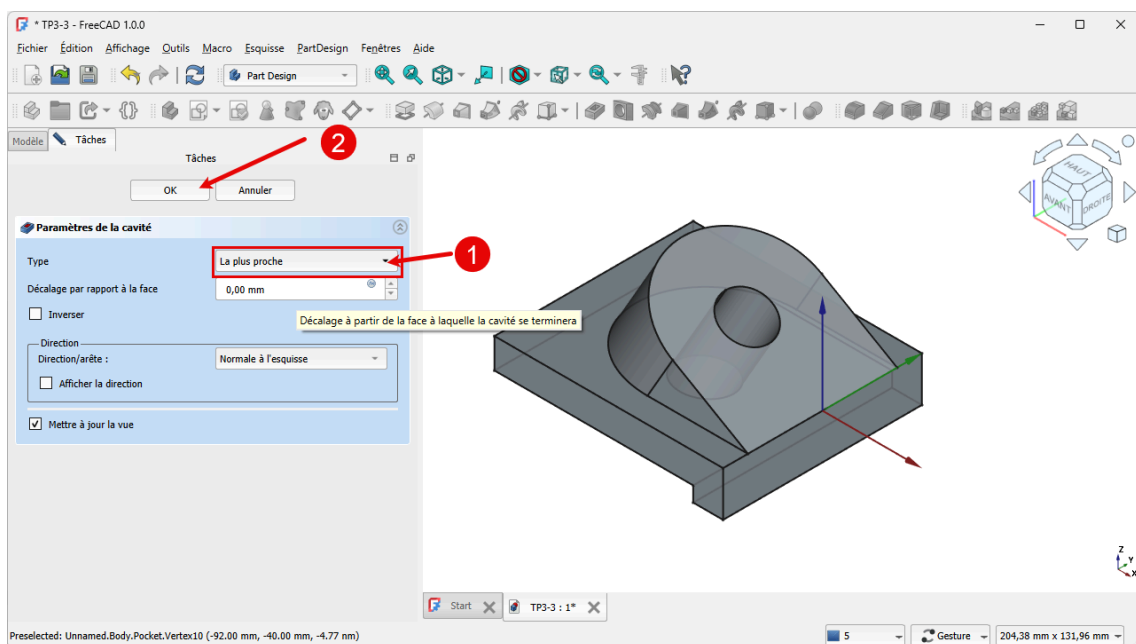 * TP3-3 - FreeCAD 1.0.0
Fichier Édition Affichage Outils Macro Esquisse PartDesign Fenêtres Aide
Part Design
Modèle Tâches
Tâches
2
OK Annuler
Paramètres de la cavité
Type La plus proche
1
Décalage par rapport à la face 0,00 mm
Inverser
Décalage à partir de la face à laquelle la cavité se terminera
Direction
Direction/arête : Normale à l'esquisse
Afficher la direction
Mettre à jour la vue
HAUT
AVANT DROITE
Z
Y
X
Start TP3-3 : 1*
Preselected: Unnamed.Body.Pocket.Vertex10 (-92.00 mm, -40.00 mm, -4.77 nm) 5 Gesture 204,38 mm x 131,96 mm